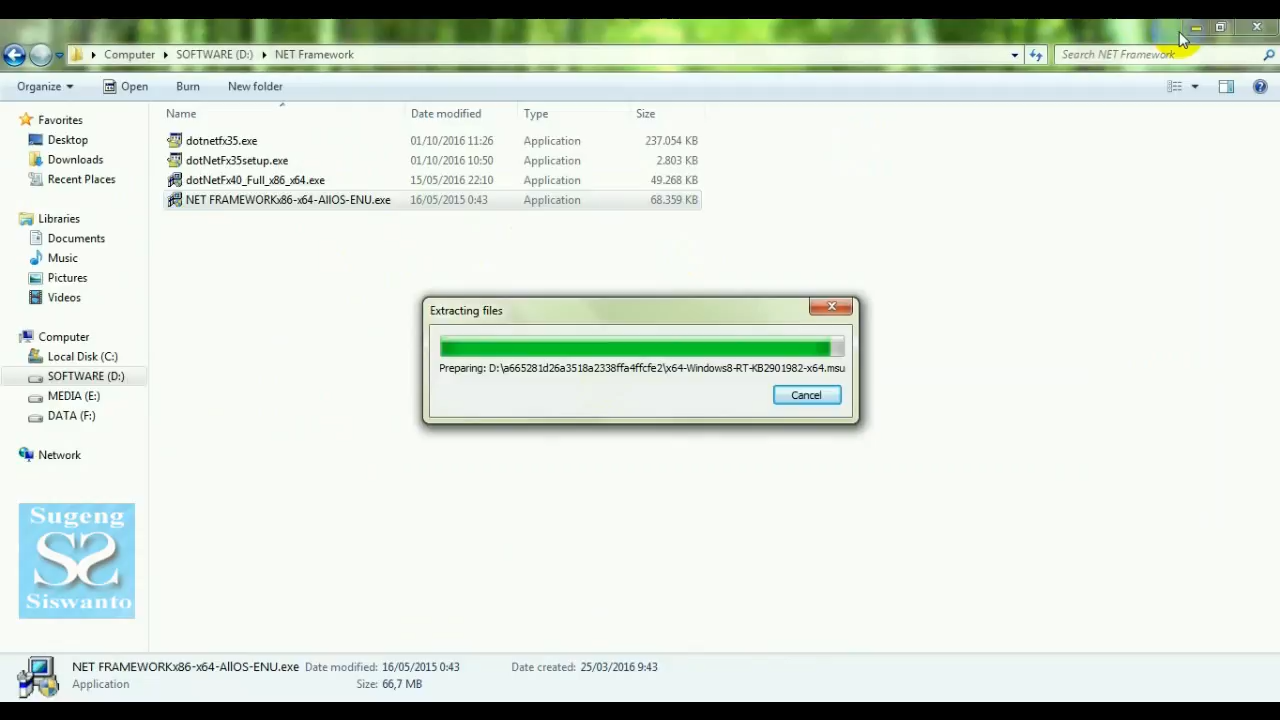 Computer SOFTWARE (D:) NET Framework Search NET Framework
Organize Open Burn New folder
Name Date modified Type Size
dotnetfx35.exe 01/10/2016 11:26 Application 237.054 KB
dotNetFx35setup.exe 01/10/2016 10:50 Application 2.803 KB
dotNetFx40_Full_x86_x64.exe 15/05/2016 22:10 Application 49.268 KB
NET FRAMEWORKx86-x64-AllOS-ENU.exe 16/05/2015 0:43 Application 68.359 KB
Favorites
Desktop
Downloads
Recent Places
Libraries
Documents
Music
Pictures
Videos
Computer
Local Disk (C:)
SOFTWARE (D:)
MEDIA (E:)
DATA (F:)
Network
Extracting files
Preparing: D:\a665281d26a3518a2338ffa4ffcfe2\x64-Windows8-RT-KB2901982-x64.msu
Cancel
Sugeng
SS
Siswanto
NET FRAMEWORKx86-x64-AllOS-ENU.exe Date modified: 16/05/2015 0:43 Date created: 25/03/2016 9:43
Application Size: 66,7 MB